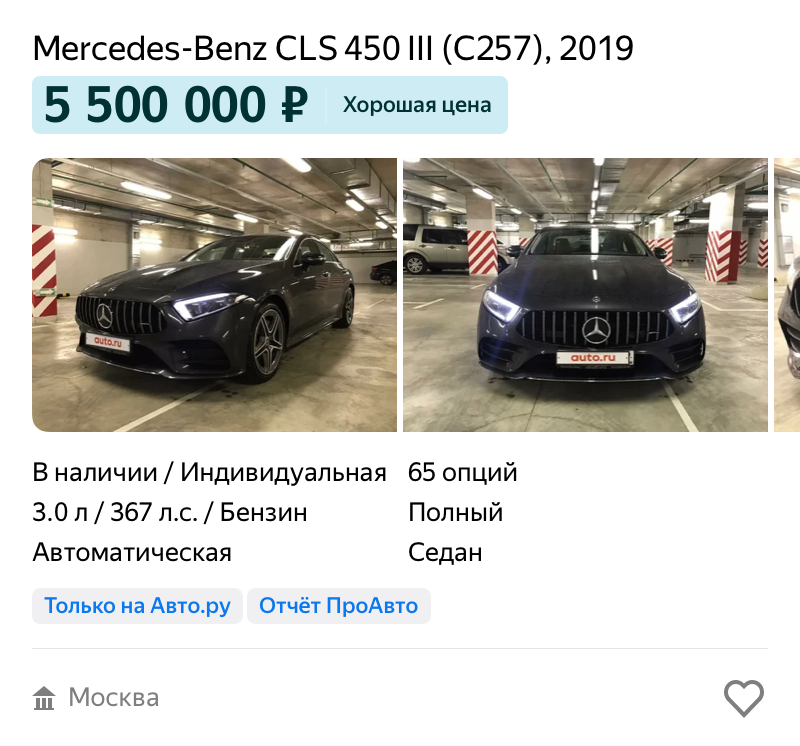 Mercedes-Benz CLS 450 III (C257), 2019
5 500 000 ₽ Хорошая цена
auto.ru
auto.ru
В наличии / Индивидуальная 65 опций
3.0 л / 367 л.с. / Бензин Полный
Автоматическая Седан
Только на Авто.ру Отчёт ПроАвто
Москва